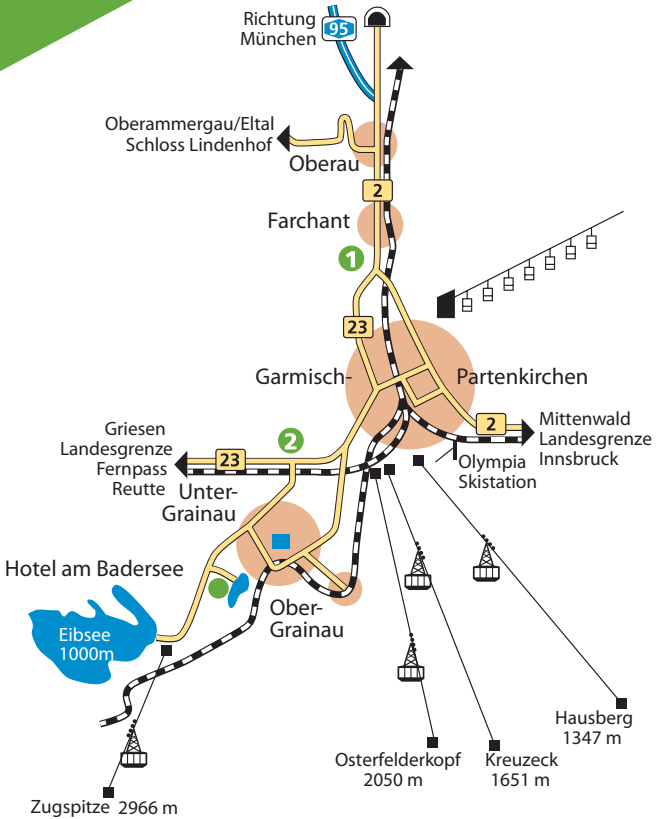 Richtung
München
95
Oberammergau/Eltal
Schloss Lindenhof
Oberau
2
Farchant
1
23
Garmisch-
Partenkirchen
Griesen
Landesgrenze
Fernpass
Reutte
23
2
2
Mittenwald
Landesgrenze
Innsbruck
Olympia
Skistation
Unter-
Grainau
Hotel am Badersee
Ober-
Grainau
Eibsee
1000m
Hausberg
1347 m
Osterfelderkopf
2050 m
Kreuzeck
1651 m
Zugspitze 2966 m